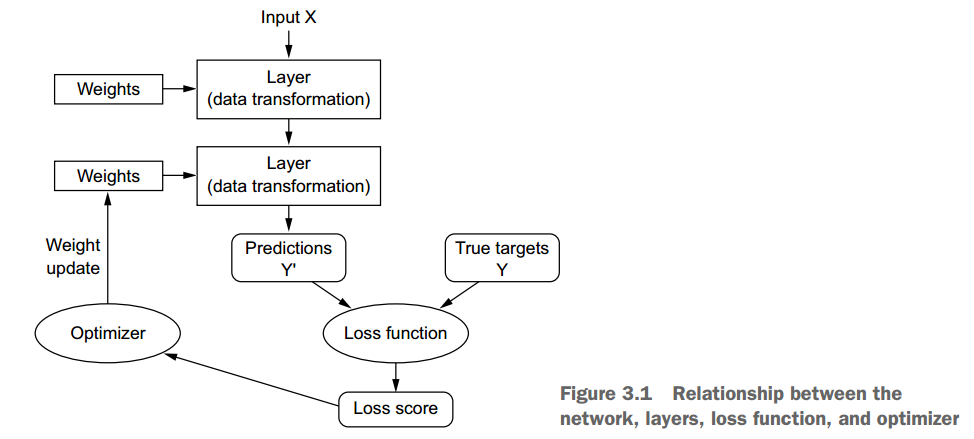 Input X
Weights
Layer
(data transformation)
Weights
Layer
(data transformation)
Weight
update
Predictions
Y'
True targets
Y
Optimizer
Loss function
Loss score
Figure 3.1 Relationship between the
network, layers, loss function, and optimizer